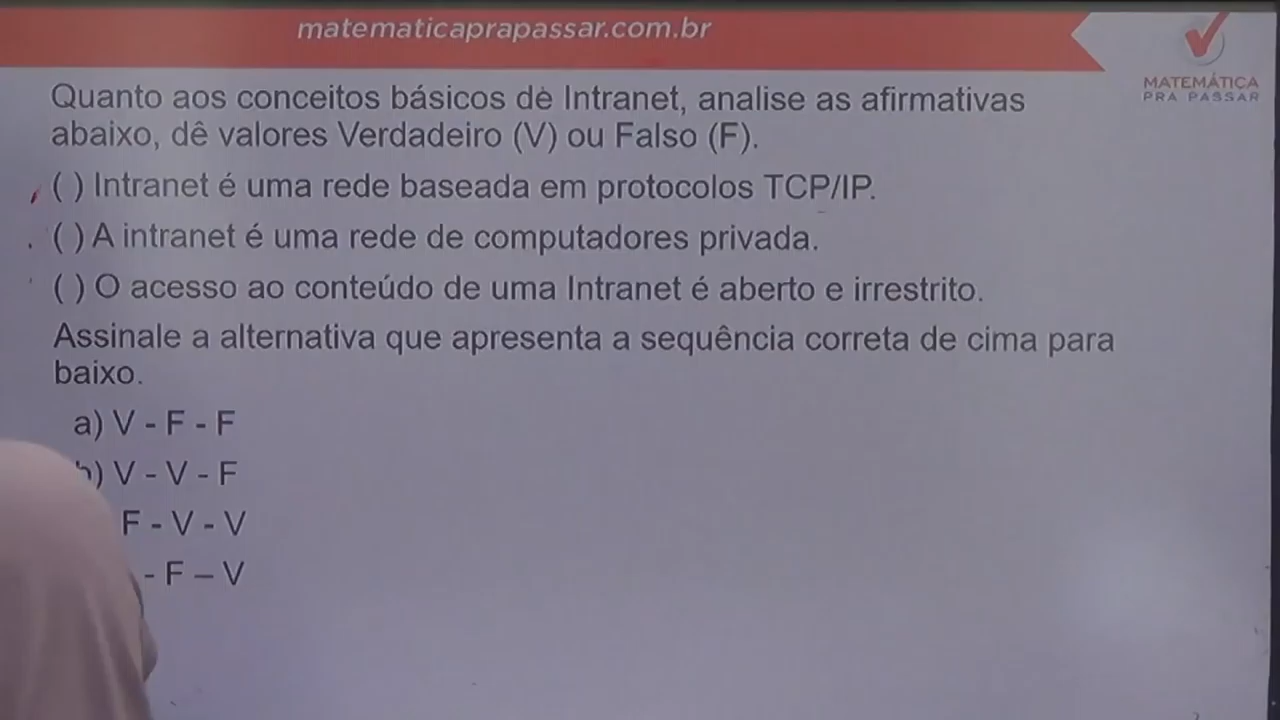 matematicaprapassar.com.br
MATEMÁTICA
PRA PASSAR
Quanto aos conceitos básicos de Intranet, analise as afirmativas
abaixo, dê valores Verdadeiro (V) ou Falso (F).
( ) Intranet é uma rede baseada em protocolos TCP/IP.
( ) A intranet é uma rede de computadores privada.
( ) O acesso ao conteúdo de uma Intranet é aberto e irrestrito.
Assinale a alternativa que apresenta a sequência correta de cima para
baixo.
a) V - F - F
) V - V - F
F - V - V
- F – V